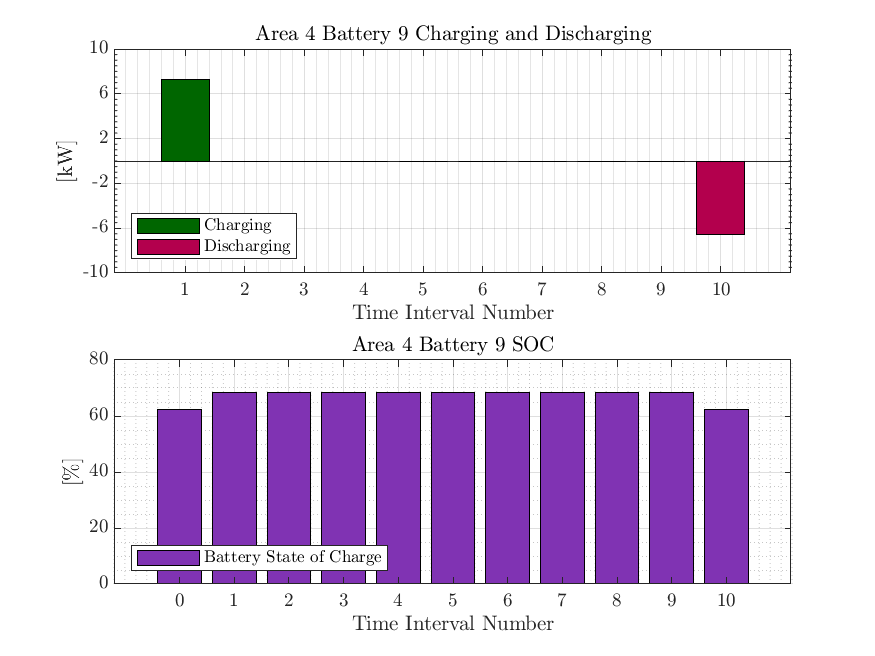 Area 4 Battery 9 Charging and Discharging
10
6
2
-2
-6
-10
[kW]
Charging
Discharging
1 2 3 4 5 6 7 8 9 10
Time Interval Number
Area 4 Battery 9 SOC
80
60
40
20
0
[%]
Battery State of Charge
0 1 2 3 4 5 6 7 8 9 10
Time Interval Number